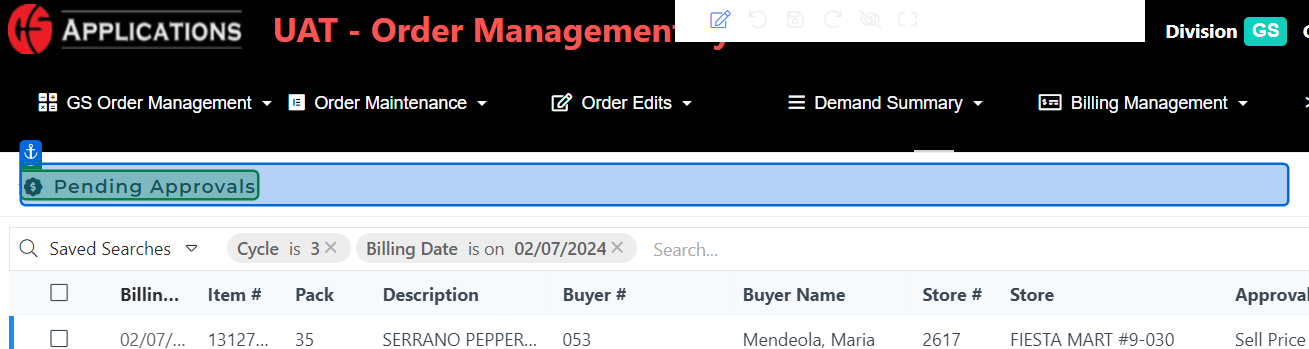 APPLICATIONS
UAT - Order Management
Division GS
GS Order Management Order Maintenance Order Edits Demand Summary Billing Management
Pending Approvals
Saved Searches Cycle is 3 Billing Date is on 02/07/2024 Search...
Billin... Item # Pack Description Buyer # Buyer Name Store # Store Approval
02/07/... 13127... 35 SERRANO PEPPER... 053 Mendeola, Maria 2617 FIESTA MART #9-030 Sell Price